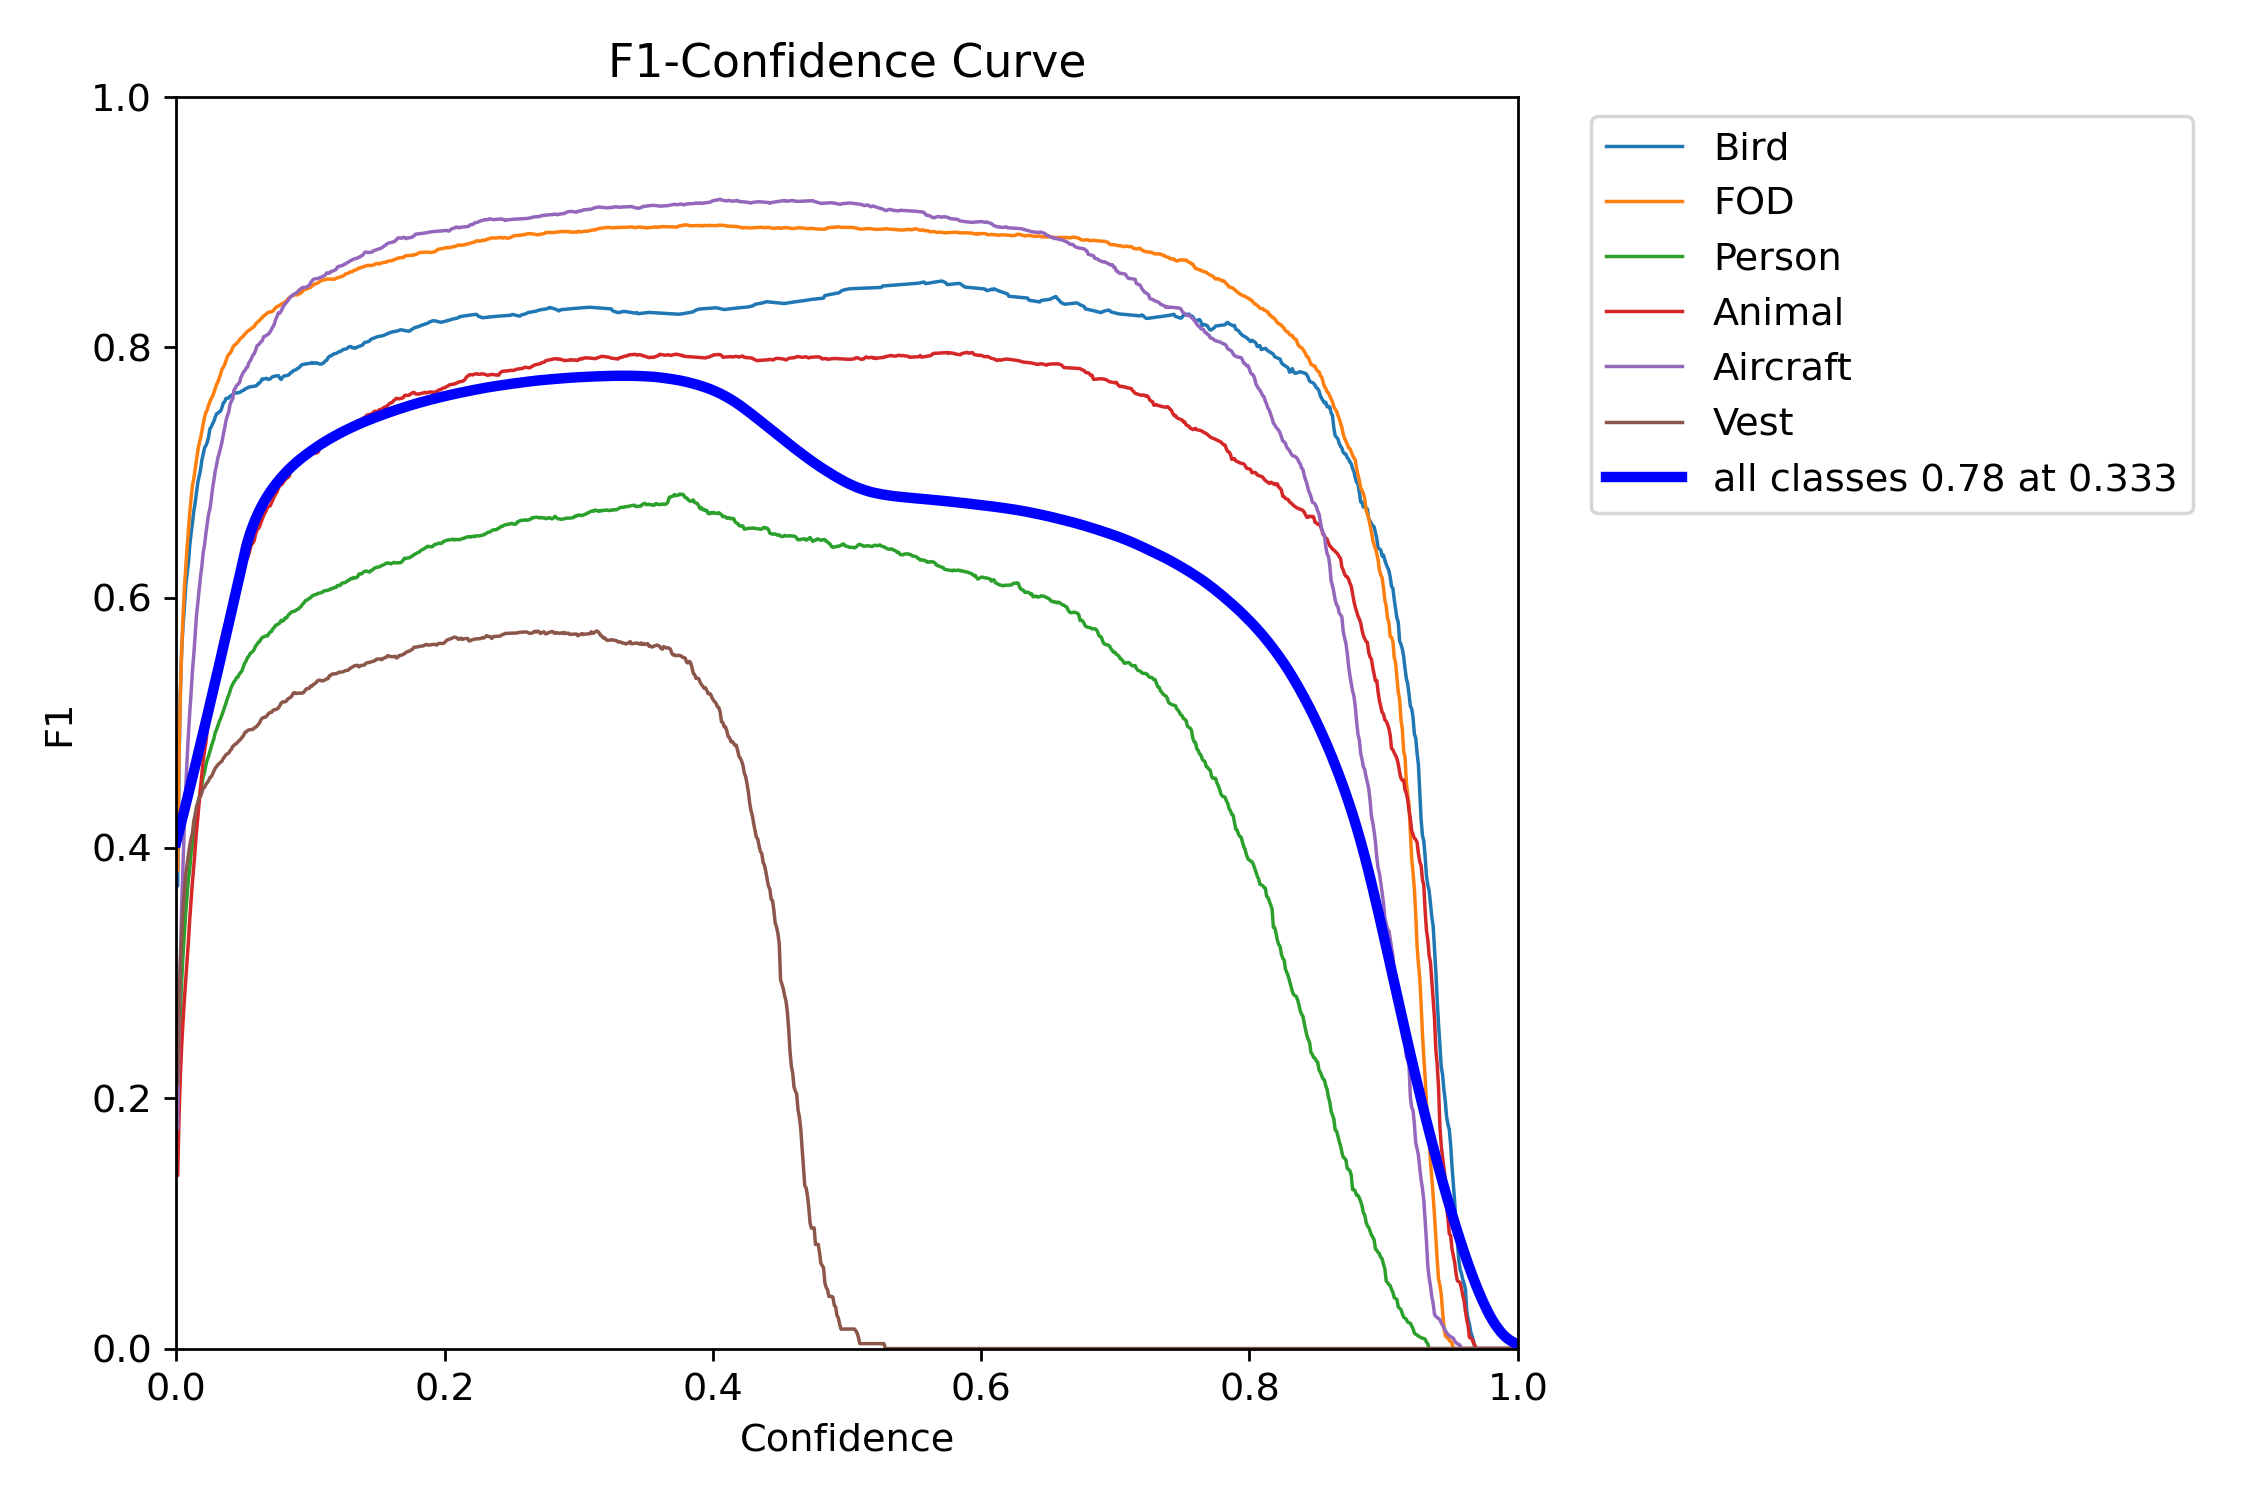 F1-Confidence Curve
1.0
0.8
0.6
0.4
0.2
0.0
F1
0.0 0.2 0.4 0.6 0.8 1.0
Confidence
Bird
FOD
Person
Animal
Aircraft
Vest
all classes 0.78 at 0.333